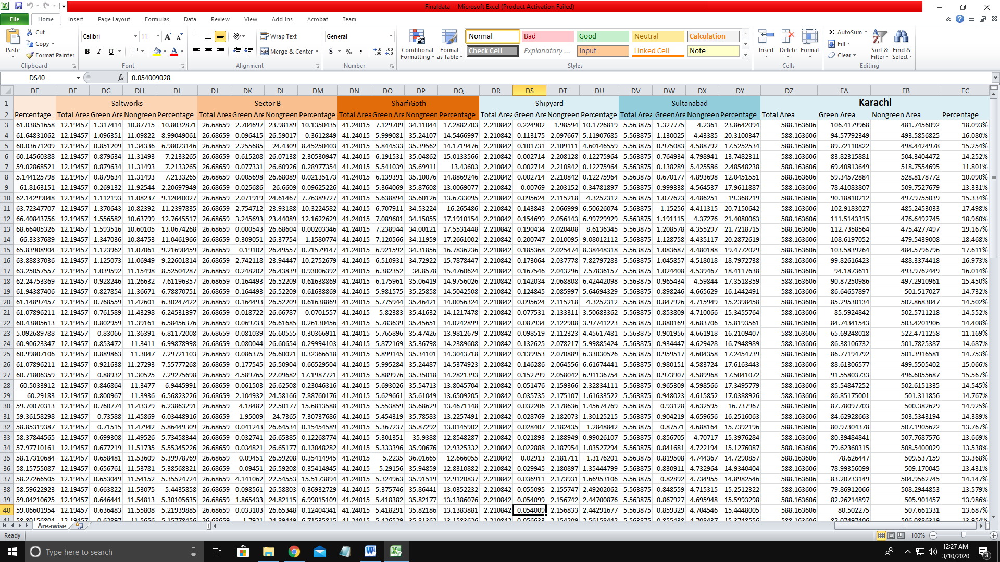 Finaldata - Microsoft Excel (Product Activation Failed)
File Home Insert Page Layout Formulas Data Review View Add-Ins Acrobat Team
Paste Cut Copy Format Painter Clipboard
Calibri 11 B I U Font
Wrap Text Merge & Center Alignment
General $ % , Number
Conditional Formatting Format as Table
Normal Bad Good Neutral Calculation
Check Cell Explanatory ... Input Linked Cell Note
Styles
Insert Delete Format Cells
AutoSum Fill Clear Sort & Filter Find & Select Editing
DS40 fx 0.054009028
DE DF DG DH DI DJ DK DL DM DN DO DP DQ DR DS DT DU DV DW DX DY DZ EA EB EC
1 Saltworks Sector B SharfiGoth Shipyard Sultanabad Karachi
2 Percentage Total Area Green Are Nongreen Percentage Total Area Green Are Nongreen Percentage Total Area Green Ar Nongreen Percentage Total Area Green Are Nongreen Percentage Total Area GreenAre Nongreen Percentage Total Area Green Area Nongreen Area Percentage
3 61.03851658 12.19457 1.317414 10.87715 10.8032871 26.68659 2.704697 23.98189 10.1350435 41.24015 7.129709 34.11044 17.2882703 2.210842 0.224902 1.98594 10.1726819 5.563875 1.327775 4.2361 23.8642094 588.163606 106.4179968 481.7456092 18.093%
4 61.64831062 12.19457 1.096351 11.09822 8.99049061 26.68659 0.096415 26.59017 0.3612849 41.24015 5.999081 35.24107 14.5466997 2.210842 0.113175 2.097667 5.11907685 5.563875 1.130025 4.43385 20.3100347 588.163606 94.57792349 493.5856825 16.080%
5 60.03671209 12.19457 0.851209 11.34336 6.98023146 26.68659 2.255685 24.4309 8.45250403 41.24015 5.844533 35.39562 14.1719476 2.210842 0.101731 2.109111 4.60146559 5.563875 0.975083 4.588792 17.5252534 588.163606 89.72110822 498.4424978 15.254%
6 60.14560388 12.19457 0.879634 11.31493 7.2133265 26.68659 0.615208 26.07138 2.30530947 41.24015 6.191531 35.04862 15.0133566 2.210842 0.002714 2.208128 0.12275964 5.563875 0.764934 4.798941 13.7482311 588.163606 83.82315881 504.3404472 14.252%
7 59.02868521 12.19457 0.879634 11.31493 7.2133265 26.68659 0.077331 26.60926 0.28977354 41.24015 5.541039 35.69911 13.43603 2.210842 0.002714 2.210842 0.12275964 5.563875 0.138289 5.425586 2.48548238 588.163606 69.40813649 518.7554695 11.801%
8 5.144125798 12.19457 0.879634 11.31493 7.2133265 26.68659 0.005698 26.68089 0.02135173 41.24015 6.139391 35.10076 14.8869246 2.210842 0.002714 2.210842 0.12275964 5.563875 0.670177 4.893698 12.0451551 588.163606 59.34572884 528.8178772 10.090%
9 61.8163151 12.19457 0.269132 11.92544 2.20697949 26.68659 0.025686 26.6609 0.09625226 41.24015 5.364069 35.87608 13.0069077 2.210842 0.00769 2.203152 0.34781897 5.563875 0.999338 4.564537 17.9611887 588.163606 78.41083807 509.7527679 13.331%
10 62.14299048 12.19457 1.112193 11.08237 9.12040027 26.68659 2.071919 24.61467 7.76389727 41.24015 5.638894 35.60126 13.6733095 2.210842 0.095624 2.115218 4.3252312 5.563875 1.077623 4.486251 19.368219 588.163606 90.18810212 497.9755039 15.334%
11 63.72347707 12.19457 1.370643 10.82392 11.2397835 26.68659 2.754712 23.93188 10.3224582 41.24015 6.707911 34.53224 16.265486 2.210842 0.143843 2.066999 6.50626074 5.563875 1.15256 4.411315 20.7150642 588.163606 102.9183027 485.2453033 17.498%
12 66.40843756 12.19457 1.556582 10.63799 12.7645517 26.68659 3.245693 23.44089 12.1622629 41.24015 7.089601 34.15055 17.1910154 2.210842 0.154699 2.056143 6.99729929 5.563875 1.191115 4.37276 21.4080063 588.163606 111.5143315 476.6492745 18.960%
13 68.66405326 12.19457 1.593516 10.60105 13.0674268 26.68659 0.000543 26.68604 0.00203346 41.24015 7.238944 34.00121 17.5531448 2.210842 0.190434 2.020408 8.6136345 5.563875 1.208578 4.355297 21.7218715 588.163606 112.7358564 475.4277497 19.167%
14 66.3337689 12.19457 1.347036 10.84753 11.0461966 26.68659 0.309051 26.37754 1.1580774 41.24015 7.120566 34.11959 17.2661002 2.210842 0.200747 2.010095 9.08012112 5.563875 1.128758 4.435117 20.2872619 588.163606 108.6197052 479.5439008 18.468%
15 65.83908904 12.19457 1.123962 11.07061 9.21690459 26.68659 0.19102 26.49557 0.71579147 41.24015 6.921592 34.31856 16.7836236 2.210842 0.185368 2.025474 8.38448318 5.563875 1.083687 4.480188 19.4772029 588.163606 103.5839264 484.5796796 17.611%
16 63.88837036 12.19457 1.125073 11.06949 9.22601814 26.68659 2.742118 23.94447 10.2752679 41.24015 6.510931 34.72922 15.7878447 2.210842 0.173064 2.037778 7.82797283 5.563875 1.045857 4.518018 18.7972738 588.163606 99.82616423 488.3374418 16.973%
17 63.25057557 12.19457 1.039592 11.15498 8.52504287 26.68659 0.248202 26.43839 0.93006392 41.24015 6.382352 34.8578 15.4760624 2.210842 0.167546 2.043296 7.57836157 5.563875 1.024408 4.539467 18.4117638 588.163606 94.1873611 493.9762449 16.014%
18 62.24753369 12.19457 0.928246 11.26632 7.61196357 26.68659 0.164493 26.52209 0.61638869 41.24015 6.175961 35.06419 14.9756026 2.210842 0.142034 2.068808 6.42442098 5.563875 0.965434 4.59844 17.3518359 588.163606 90.87250986 497.2910961 15.450%
19 61.94387406 12.19457 0.827854 11.36671 6.78870751 26.68659 0.164493 26.52209 0.61638869 41.24015 5.981575 35.25858 14.5042508 2.210842 0.124845 2.085997 5.64694329 5.563875 0.898246 4.665629 16.1442491 588.163606 86.64657897 501.517027 14.732%
20 61.14897457 12.19457 0.768559 11.42601 6.30247422 26.68659 0.164493 26.52209 0.61638869 41.24015 5.775944 35.46421 14.0056324 2.210842 0.095624 2.115218 4.3252312 5.563875 0.847926 4.715949 15.2398458 588.163606 85.29530134 502.8683047 14.502%
21 61.07896211 12.19457 0.761589 11.43298 6.24531397 26.68659 0.018722 26.66787 0.0701557 41.24015 5.82383 35.41632 14.1217478 2.210842 0.077531 2.133311 3.50683362 5.563875 0.853809 4.710066 15.3455764 588.163606 85.5924842 502.5711218 14.552%
22 60.43805613 12.19457 0.802959 11.39161 6.58456376 26.68659 0.069733 26.61685 0.26130456 41.24015 5.783639 35.45651 14.0242899 2.210842 0.087934 2.122908 3.97741223 5.563875 0.880169 4.683706 15.8193561 588.163606 84.74341543 503.4201906 14.408%
23 5.092689788 12.19457 0.83066 11.36391 6.81172008 26.68659 0.081039 26.60555 0.30366911 41.24015 5.765896 35.47426 13.9812679 2.210842 0.098519 2.112323 4.45617481 5.563875 0.901956 4.661918 16.2109407 588.163606 65.69248018 522.4711258 11.169%
24 60.90623347 12.19457 0.853472 11.3411 6.99878998 26.68659 0.080044 26.60654 0.29994103 41.24015 5.872169 35.36798 14.2389608 2.210842 0.132625 2.078217 5.99885424 5.563875 0.934447 4.629428 16.7948989 588.163606 86.38106732 501.7825387 14.687%
25 60.99807106 12.19457 0.889863 11.3047 7.29721103 26.68659 0.086375 26.60021 0.32366518 41.24015 5.899145 35.34101 14.3043718 2.210842 0.139953 2.070889 6.33030526 5.563875 0.959517 4.604358 17.2454739 588.163606 86.77194792 501.3916581 14.753%
26 61.07896211 12.19457 0.921638 11.27293 7.55777268 26.68659 0.177545 26.50904 0.66529504 41.24015 5.995284 35.24487 14.5374923 2.210842 0.146286 2.064556 6.61674441 5.563875 0.980151 4.583724 17.6163443 588.163606 88.61306577 499.5505402 15.066%
27 60.71806359 12.19457 0.88932 11.30525 7.29275698 26.68659 4.589765 22.09682 17.1987721 41.24015 5.889976 35.35018 14.2821393 2.210842 0.152799 2.058042 6.91136754 5.563875 0.973907 4.589968 17.5041072 588.163606 91.55803733 496.6055687 15.567%
28 60.5033912 12.19457 0.846864 11.3477 6.9445991 26.68659 0.061503 26.62508 0.23046316 41.24015 5.693026 35.54713 13.8045704 2.210842 0.051476 2.159366 2.32834111 5.563875 0.965309 4.598566 17.3495779 588.163606 85.54847252 502.6151335 14.545%
29 60.29183 12.19457 0.800967 11.3936 6.56823226 26.68659 2.104932 24.58166 7.88760176 41.24015 5.629661 35.61049 13.6509205 2.210842 0.035735 2.175107 1.61633522 5.563875 0.948023 4.615852 17.0388926 588.163606 86.85175001 501.311856 14.767%
30 59.70070313 12.19457 0.760774 11.43379 6.23863291 26.68659 4.18482 22.50177 15.6813588 41.24015 5.553859 35.68629 13.4671148 2.210842 0.032206 2.178636 1.45674769 5.563875 0.93128 4.632595 16.737967 588.163606 87.78097703 500.382629 14.925%
31 59.36158298 12.19457 0.73588 11.45869 6.03448916 26.68659 1.95009 24.7365 7.30737686 41.24015 5.454319 35.78583 13.2257491 2.210842 0.028769 2.182073 1.30125215 5.563875 0.904219 4.659656 16.2516063 588.163606 84.62928663 503.5343194 14.389%
32 58.85319387 12.19457 0.71515 11.47942 5.86449309 26.68659 0.041243 26.64534 0.15454589 41.24015 5.367237 35.87292 13.0145902 2.210842 0.028407 2.182435 1.2848842 5.563875 0.87571 4.688164 15.7392196 588.163606 80.97304378 507.1905622 13.767%
33 58.37844565 12.19457 0.699308 11.49526 5.73458344 26.68659 0.032741 26.65385 0.12268774 41.24015 5.301351 35.9388 12.8548287 2.210842 0.021893 2.188949 0.99026107 5.563875 0.856705 4.70717 15.3976284 588.163606 80.39484841 507.7687576 13.669%
34 57.97710161 12.19457 0.677219 11.51735 5.55345226 26.68659 0.034821 26.65177 0.13048282 41.24015 5.333396 35.90676 12.9325332 2.210842 0.022888 2.187954 1.03527294 5.563875 0.841681 4.722194 15.1276087 588.163606 79.62360315 508.5400029 13.538%
35 58.17310684 12.19457 0.658481 11.53609 5.39978769 26.68659 0.09451 26.59208 0.35414945 41.24015 5.2235 36.01665 12.666055 2.210842 0.02913 2.181711 1.3176201 5.563875 0.819508 4.744367 14.7290857 588.163606 78.626447 509.537159 13.368%
36 58.15755087 12.19457 0.656761 11.53781 5.38568321 26.68659 0.09451 26.59208 0.35414945 41.24015 5.29156 35.94859 12.8310882 2.210842 0.029945 2.180897 1.35444799 5.563875 0.830911 4.732964 14.9340404 588.163606 78.99356099 509.170045 13.431%
37 58.27266505 12.19457 0.653049 11.54152 5.35524724 26.68659 4.141062 22.54553 15.5173894 41.24015 5.324963 35.91519 12.9120837 2.210842 0.036911 2.173931 1.66953106 5.563875 0.82892 4.734955 14.8982546 588.163606 83.20733149 504.9562745 14.147%
38 58.59622923 12.19457 0.663822 11.53075 5.4435858 26.68659 0.098561 26.58803 0.36932729 41.24015 5.375746 35.86441 13.0352232 2.210842 0.055095 2.155747 2.49202062 5.563875 0.848559 4.715315 15.2512322 588.163606 79.86912066 508.2944853 13.579%
39 59.04210625 12.19457 0.646441 11.54813 5.30105635 26.68659 1.865433 24.82115 6.99015109 41.24015 5.418382 35.82177 13.1386076 2.210842 0.054099 2.156742 2.44700876 5.563875 0.867927 4.695948 15.5993298 588.163606 82.26214897 505.901457 13.986%
40 59.06601954 12.19457 0.636483 11.55808 5.21939885 26.68659 0.033103 26.65348 0.12404341 41.24015 5.418291 35.82186 13.1383881 2.210842 0.054009 2.156833 2.44291677 5.563875 0.859329 4.704546 15.4448005 588.163606 80.502275 507.661331 13.687%
41 58.80156804 12.19457 0.62897 11.5656 5.15778456 26.68659 1.7921 24.89449 6.71535815 41.24015 5.426529 35.81362 13.1583626 2.210842 0.056633 2.154209 2.56158442 5.563875 0.855438 4.708437 15.3748556 588.163606 82.07497406 506.0886319 13.954%
Areawise
Ready 100%
Type here to search 12:27 AM
3/10/2020 3